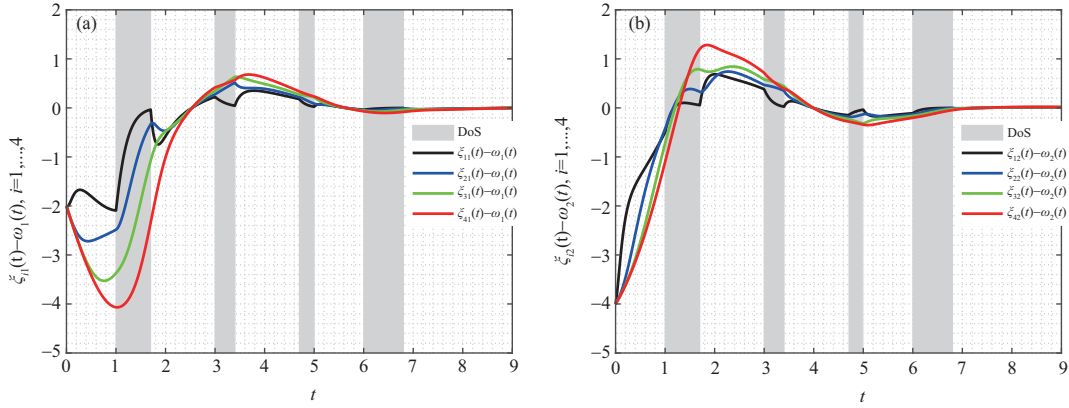 (a)
2
1
0
−1
−2
−3
−4
−5
ξi1(t)−ω1(t), i=1,...,4
DoS
ξ11(t)−ω1(t)
ξ21(t)−ω1(t)
ξ31(t)−ω1(t)
ξ41(t)−ω1(t)
0 1 2 3 4 5 6 7 8 9
t
(b)
2
1
0
−1
−2
−3
−4
−5
ξi2(t)−ω2(t), i=1,...,4
DoS
ξ12(t)−ω2(t)
ξ22(t)−ω2(t)
ξ32(t)−ω2(t)
ξ42(t)−ω2(t)
0 1 2 3 4 5 6 7 8 9
t